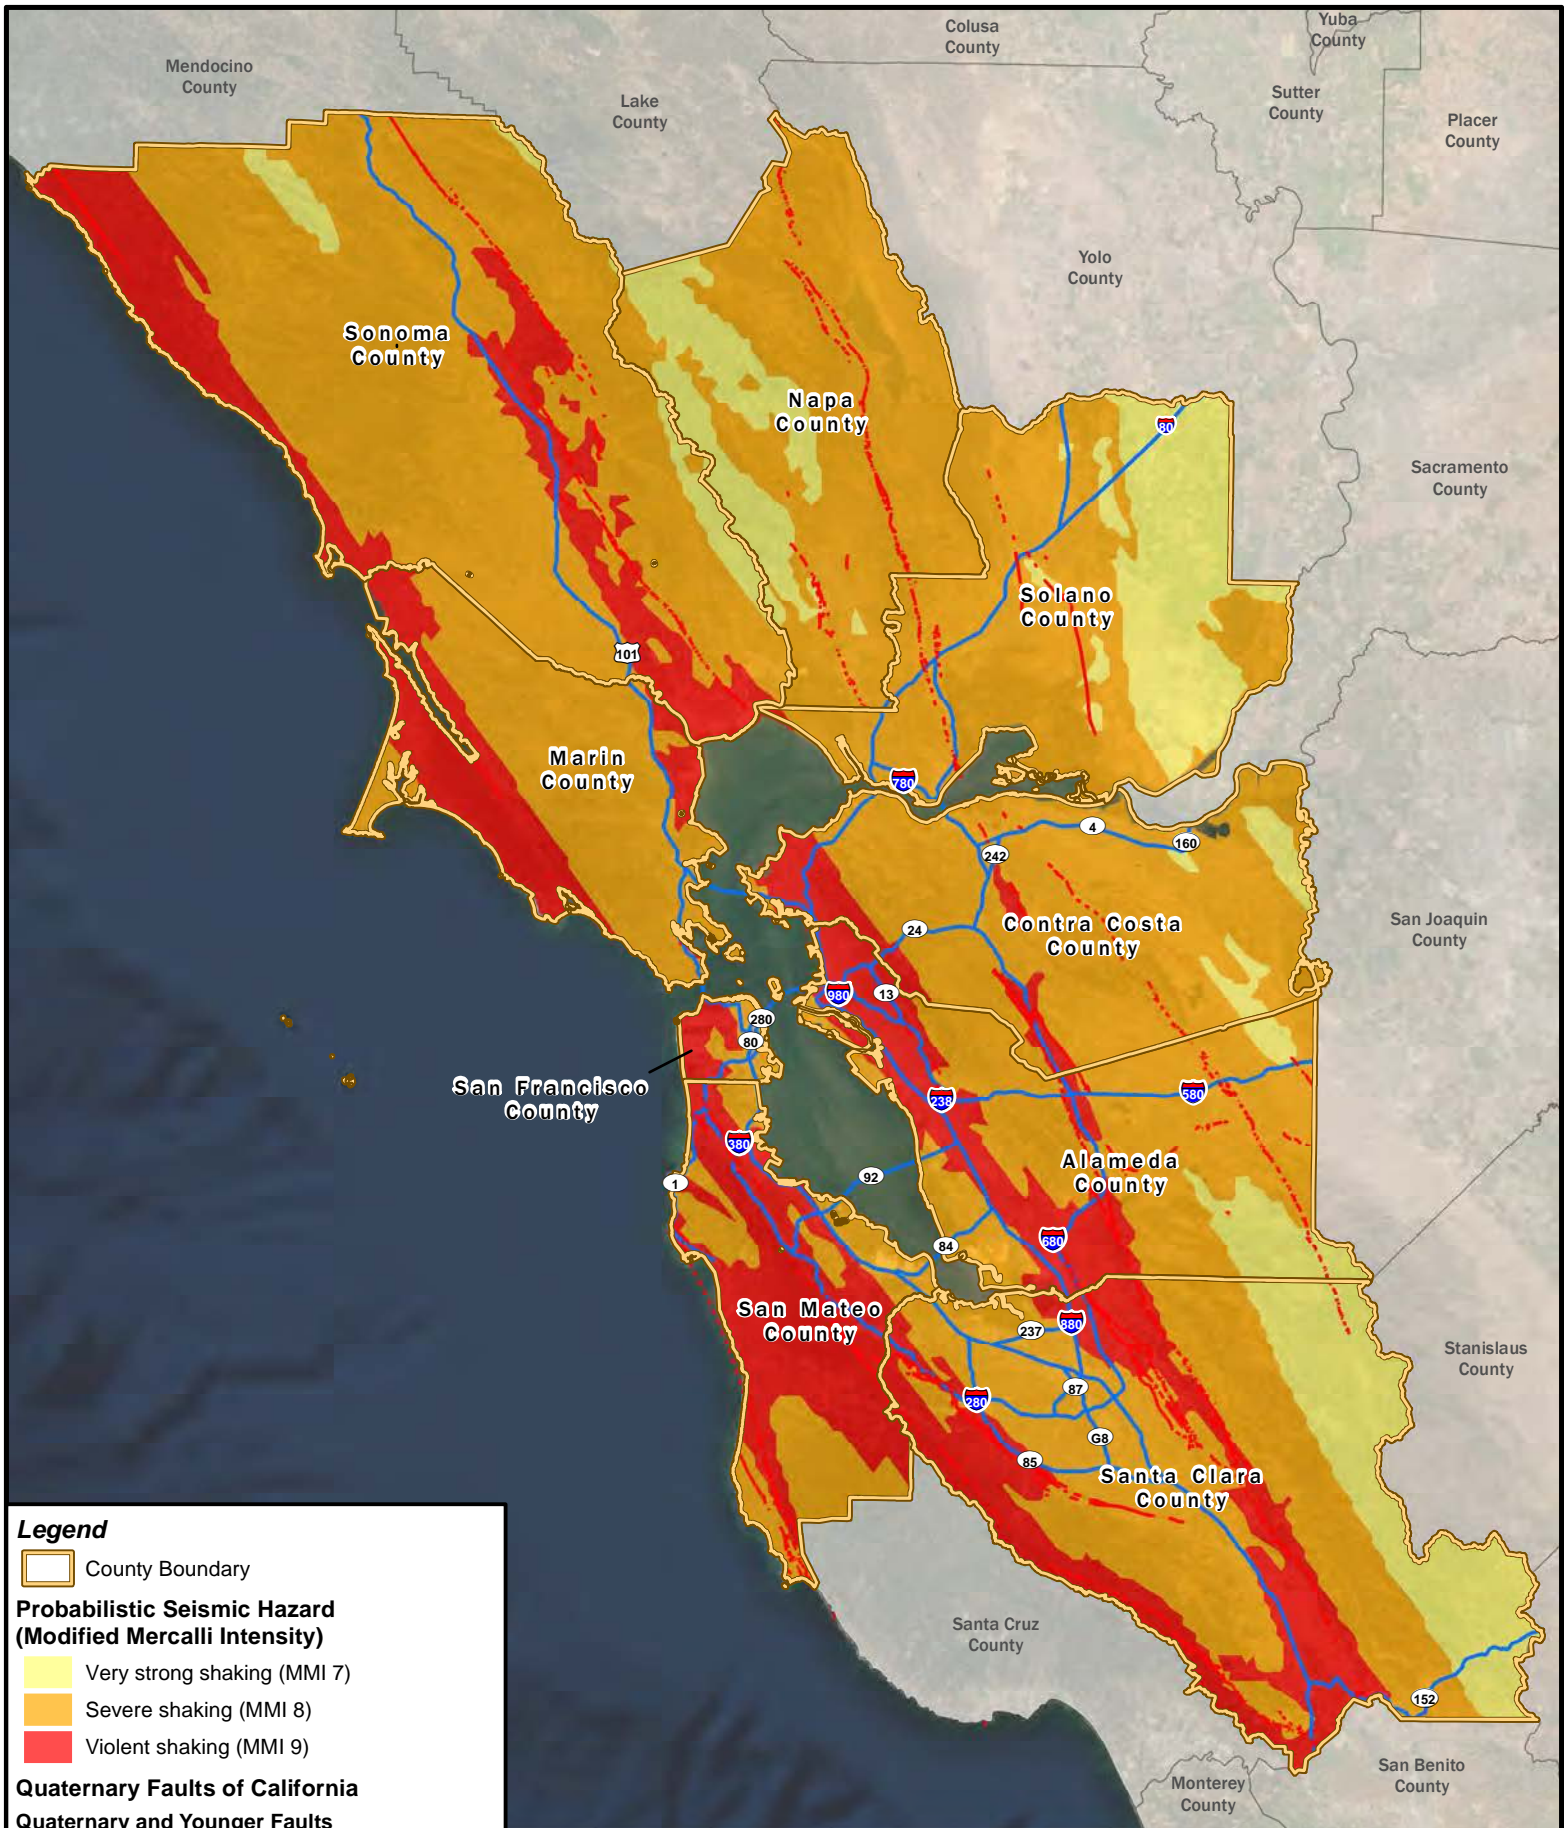 Colusa
County
Yuba
County
Mendocino
County
Lake
County
Sutter
County
Placer
County
Yolo
County
Sonoma
County
Napa
County
80
Sacramento
County
Solano
County
101
Marin
County
780
4
160
242
Contra Costa
County
San Joaquin
County
24
980
13
280
80
San Francisco
County
238
580
380
Alameda
County
92
1
680
84
San Mateo
County
237
880
Stanislaus
County
87
280
G8
85
Santa Clara
County
Legend
County Boundary
Probabilistic Seismic Hazard
(Modified Mercalli Intensity)
Very strong shaking (MMI 7)
Severe shaking (MMI 8)
Violent shaking (MMI 9)
Quaternary Faults of California
Quaternary and Younger Faults
Santa Cruz
County
152
San Benito
County
Monterey
County